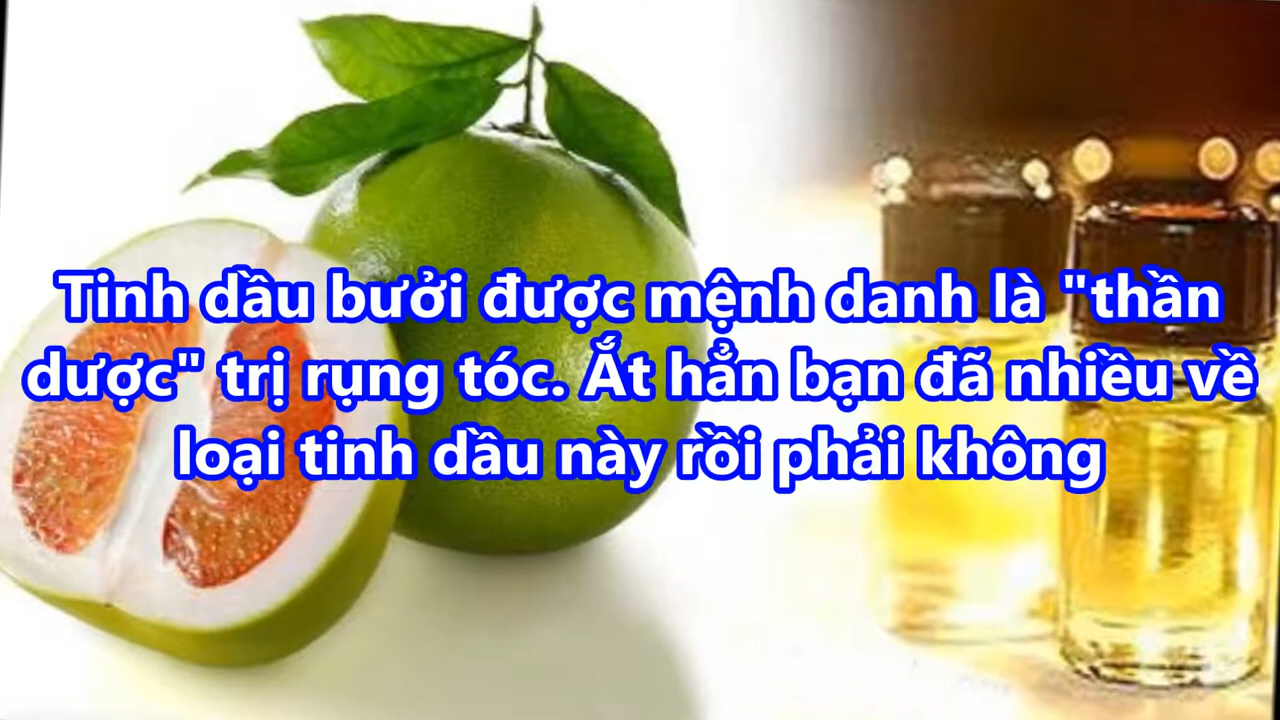 Tinh dầu bưởi được mệnh danh là "thần
dược" trị rụng tóc. Ắt hẳn bạn đã nhiều về
loại tinh dầu này rồi phải không